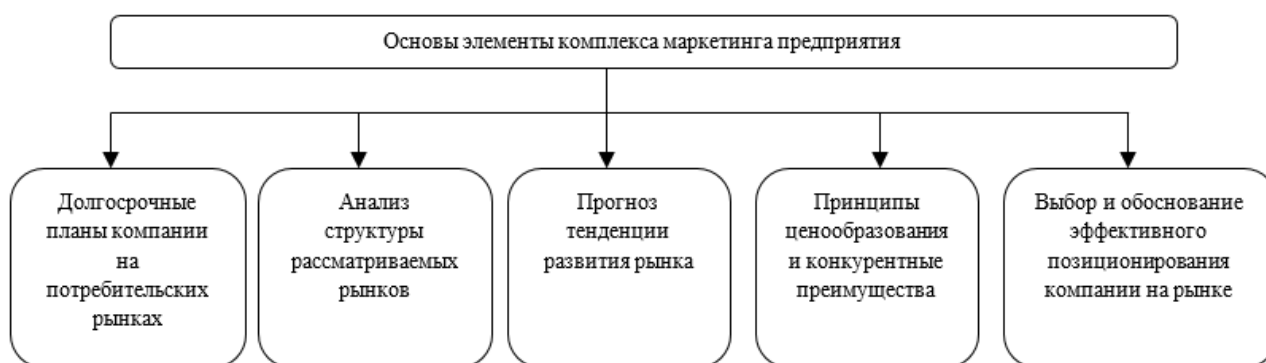 Основы элементы комплекса маркетинга предприятия
Долгосрочные
планы компании
на
потребительских
рынках
Анализ
структуры
рассматриваемых
рынков
Прогноз
тенденции
развития рынка
Принципы
ценообразования
и конкурентные
преимущества
Выбор и обоснование
эффективного
позиционирования
компании на рынке